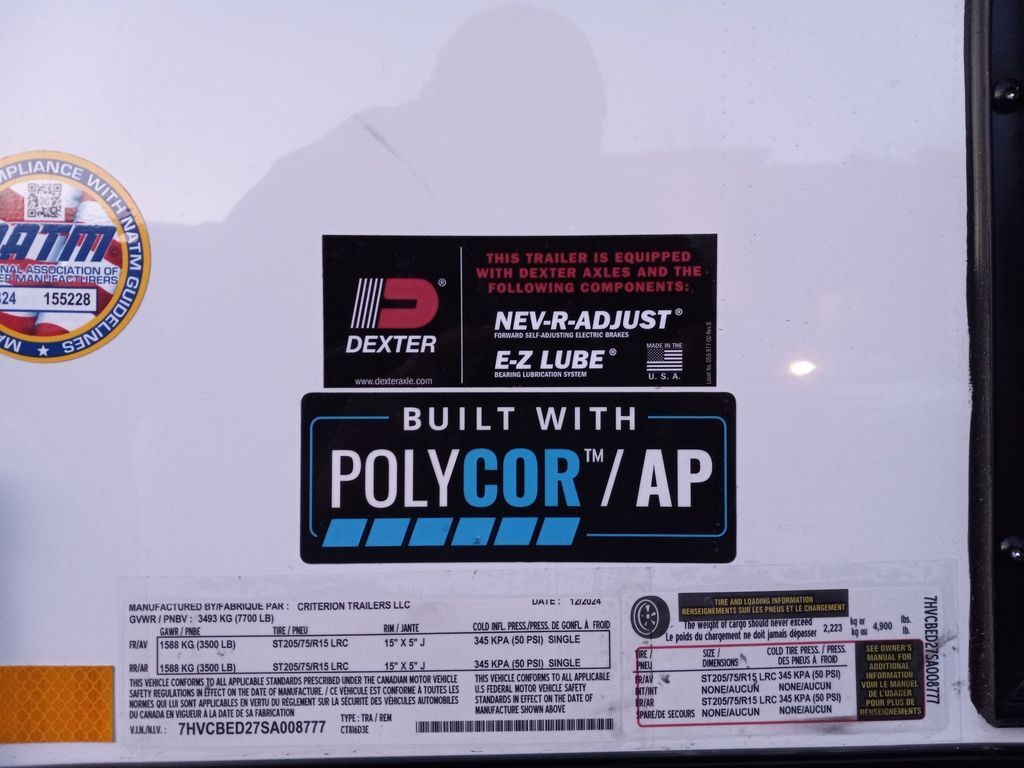 MPLIANCE WITH NATM GUIDELINES
NATM
NAL ASSOCIATION OF
ER MANUFACTURERS
324 155228
DEXTER®
www.dexteraxle.com
THIS TRAILER IS EQUIPPED
WITH DEXTER AXLES AND THE
FOLLOWING COMPONENTS:
NEV-R-ADJUST®
FORWARD SELF-ADJUSTING ELECTRIC BRAKES
E-Z LUBE®
BEARING LUBRICATION SYSTEM
MADE IN THE
U. S. A.
Label No. 059-977-00 Rev.B
BUILT WITH
POLYCOR™/AP
MANUFACTURED BY/FABRIQUE PAR : CRITERION TRAILERS LLC DATE : 12/2024
GVWR / PNBV : 3493 KG (7700 LB)
GAWR / PNBE TIRE / PNEU RIM / JANTE COLD INFL. PRESS./PRESS. DE GONFL. À FROID
FR/AV 1588 KG (3500 LB) ST205/75/R15 LRC 15" X 5" J 345 KPA (50 PSI) SINGLE
RR/AR 1588 KG (3500 LB) ST205/75/R15 LRC 15" X 5" J 345 KPA (50 PSI) SINGLE
THIS VEHICLE CONFORMS TO ALL APPLICABLE STANDARDS PRESCRIBED UNDER THE CANADIAN MOTOR VEHICLE
SAFETY REGULATIONS IN EFFECT ON THE DATE OF MANUFACTURE. / CE VÉHICULE EST CONFORME À TOUTES LES
NORMES QUI LUI SONT APPLICABLES EN VERTU DU RÈGLEMENT SUR LA SÉCURITÉ DES VÉHICULES AUTOMOBILES
DU CANADA EN VIGUEUR À LA DATE DE SA FABRICATION
THIS VEHICLE CONFORMS TO ALL APPLICABLE
U.S FEDERAL MOTOR VEHICLE SAFETY
STANDARDS IN EFFECT ON THE DATE OF
MANUFACTURE SHOWN ABOVE
V.I.N./N.I.V. : 7HVCBED27SA008777
TYPE : TRA / REM
CT8I6D3E
TIRE AND LOADING INFORMATION
RENSEIGNEMENTS SUR LES PNEUS ET LE CHARGEMENT
The weight of cargo should never exceed
Le poids du chargement ne doit jamais dépasser
2,223 kg or
kg ou 4,900 lbs.
lb.
TIRE /
PNEU SIZE /
DIMENSIONS COLD TIRE PRESS. / PRESS.
DES PNEUS À FROID
FR/AV ST205/75/R15 LRC 345 KPA (50 PSI)
INT/INT NONE/AUCUN NONE/AUCUN
RR/AR ST205/75/R15 LRC 345 KPA (50 PSI)
SPARE/DE SECOURS NONE/AUCUN NONE/AUCUN
SEE OWNER'S
MANUAL FOR
ADDITIONAL
INFORMATION
VOIR LE MANUEL
DE L'USAGER
POUR PLUS DE
RENSEIGNEMENTS
7HVCBED27SA008777